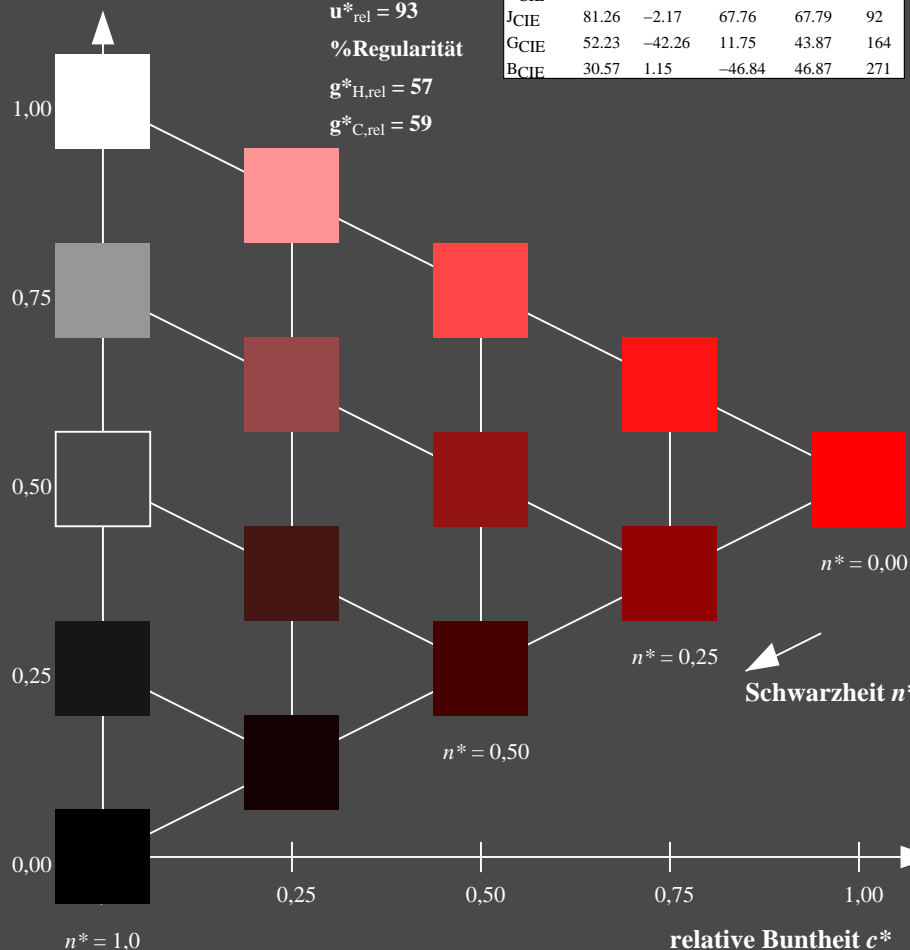 u*rel = 93
%Regularität
g*H,rel = 57
g*C,rel = 59
JCIE 81.26 −2.17 67.76 67.79 92
GCIE 52.23 −42.26 11.75 43.87 164
BCIE 30.57 1.15 −46.84 46.87 271
1,00
0,75
0,50
0,25
0,00
n* = 0,00
n* = 0,25
Schwarzheit n*
n* = 0,50
0,25 0,50 0,75 1,00
n* = 1,0
relative Buntheit c*